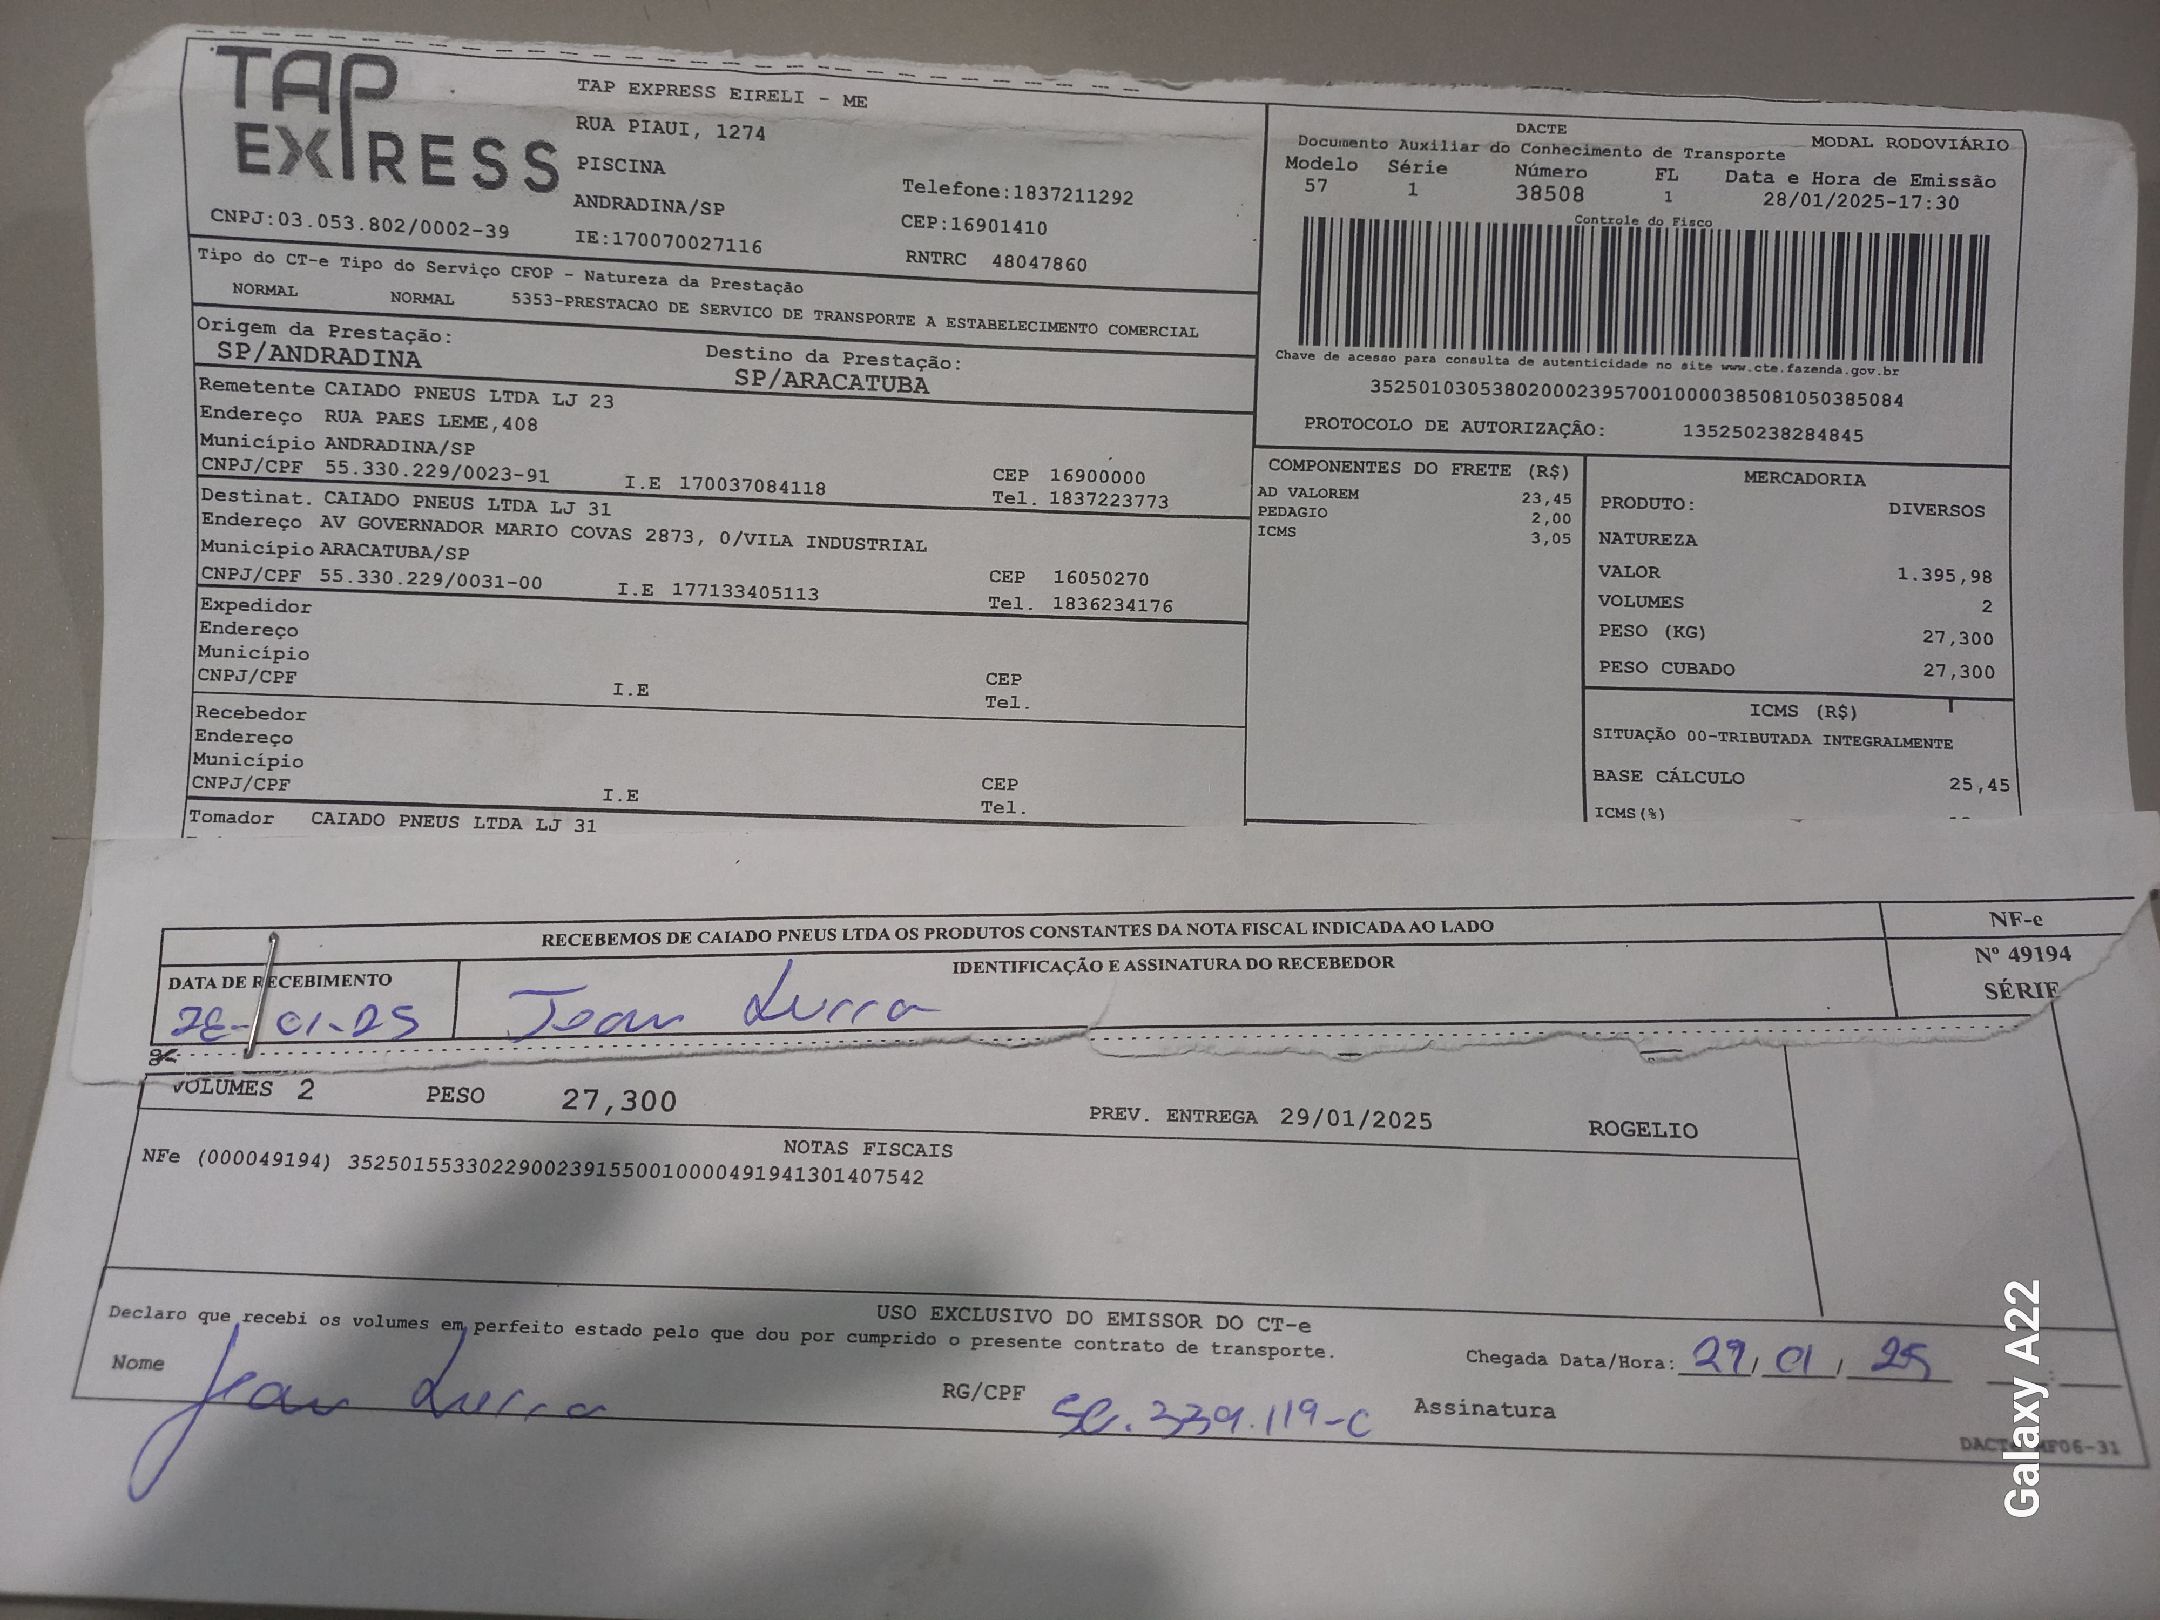 TAP EXPRESS
TAP EXPRESS EIRELI - ME
RUA PIAUI, 1274
PISCINA
ANDRADINA/SP
Telefone:1837211292
CEP:16901410
CNPJ:03.053.802/0002-39
IE:170070027116
RNTRC 48047860
DACTE
MODAL RODOVIÁRIO
Documento Auxiliar do Conhecimento de Transporte
Modelo Série Número FL Data e Hora de Emissão
57 1 38508 1 28/01/2025-17:30
Controle do Fisco
Chave de acesso para consulta de autenticidade no site www.cte.fazenda.gov.br
35250103053802000239570010000385081050385084
PROTOCOLO DE AUTORIZAÇÃO: 135250238284845
Tipo do CT-e Tipo do Serviço CFOP - Natureza da Prestação
NORMAL NORMAL 5353-PRESTACAO DE SERVICO DE TRANSPORTE A ESTABELECIMENTO COMERCIAL
Origem da Prestação:
SP/ANDRADINA
Destino da Prestação:
SP/ARACATUBA
Remetente CAIADO PNEUS LTDA LJ 23
Endereço RUA PAES LEME,408
Município ANDRADINA/SP
CEP 16900000
CNPJ/CPF 55.330.229/0023-91 I.E 170037084118 Tel. 1837223773
Destinat. CAIADO PNEUS LTDA LJ 31
Endereço AV GOVERNADOR MARIO COVAS 2873, 0/VILA INDUSTRIAL
Município ARACATUBA/SP
CEP 16050270
CNPJ/CPF 55.330.229/0031-00 I.E 177133405113 Tel. 1836234176
Expedidor
Endereço
Município
CEP
CNPJ/CPF I.E Tel.
Recebedor
Endereço
Município
CEP
CNPJ/CPF I.E Tel.
Tomador CAIADO PNEUS LTDA LJ 31
COMPONENTES DO FRETE (R$)
AD VALOREM 23,45
PEDAGIO 2,00
ICMS 3,05
MERCADORIA
PRODUTO: DIVERSOS
NATUREZA
VALOR 1.395,98
VOLUMES 2
PESO (KG) 27,300
PESO CUBADO 27,300
ICMS (R$)
SITUAÇÃO 00-TRIBUTADA INTEGRALMENTE
BASE CÁLCULO 25,45
ICMS(%)
RECEBEMOS DE CAIADO PNEUS LTDA OS PRODUTOS CONSTANTES DA NOTA FISCAL INDICADA AO LADO
NF-e
Nº 49194
SÉRIE
DATA DE RECEBIMENTO
IDENTIFICAÇÃO E ASSINATURA DO RECEBEDOR
28-01-25 Jean
VOLUMES 2 PESO 27,300 PREV. ENTREGA 29/01/2025 ROGELIO
NOTAS FISCAIS
NFe (000049194) 35250155330229002391550010000491941301407542
USO EXCLUSIVO DO EMISSOR DO CT-e
Declaro que recebi os volumes em perfeito estado pelo que dou por cumprido o presente contrato de transporte.
Chegada Data/Hora: 29/01/25 :
Nome Jean
RG/CPF 50.339.119-C
Assinatura
Galaxy A22